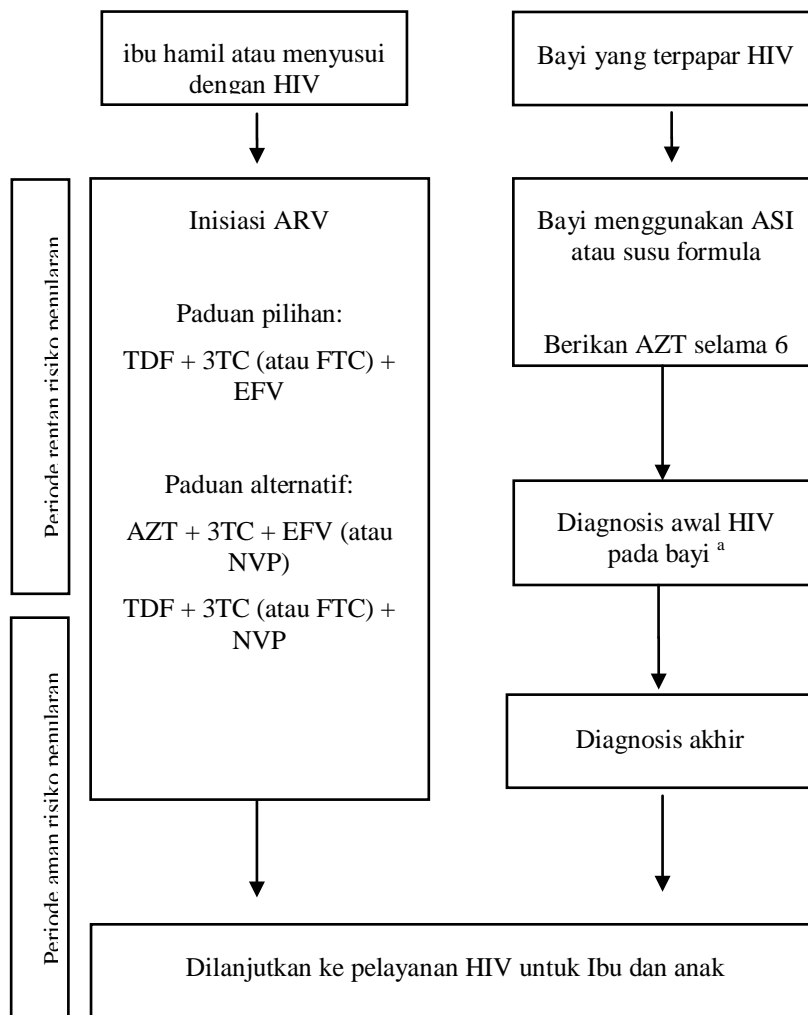 ibu hamil atau menyusui
dengan HIV
Bayi yang terpapar HIV
Periode rentan risiko penularan
Inisiasi ARV
Paduan pilihan:
TDF + 3TC (atau FTC) +
EFV
Paduan alternatif:
AZT + 3TC + EFV (atau
NVP)
TDF + 3TC (atau FTC) +
NVP
Bayi menggunakan ASI
atau susu formula
Berikan AZT selama 6
Diagnosis awal HIV
pada bayi ᵃ
Periode aman risiko penularan
Diagnosis akhir
Dilanjutkan ke pelayanan HIV untuk Ibu dan anak